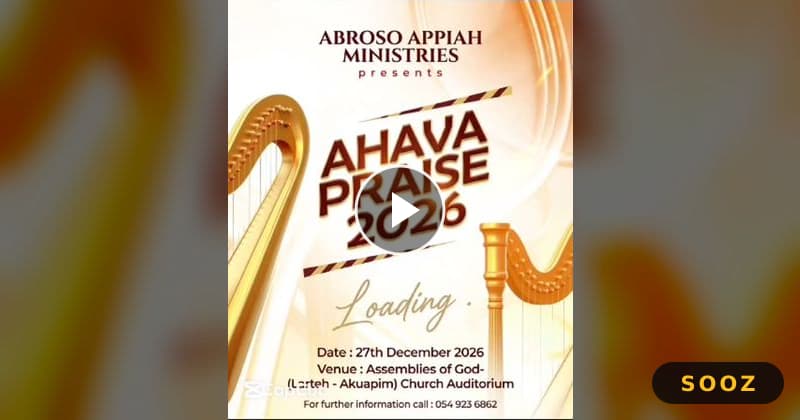 ABROSO APPIAH
MINISTRIES
presents
AHAVA
PRAISE
2026
Loading .
Date : 27th December 2026
Venue : Assemblies of God-
(Larteh - Akuapim) Church Auditorium
For further information call : 054 923 6862
SOOZ